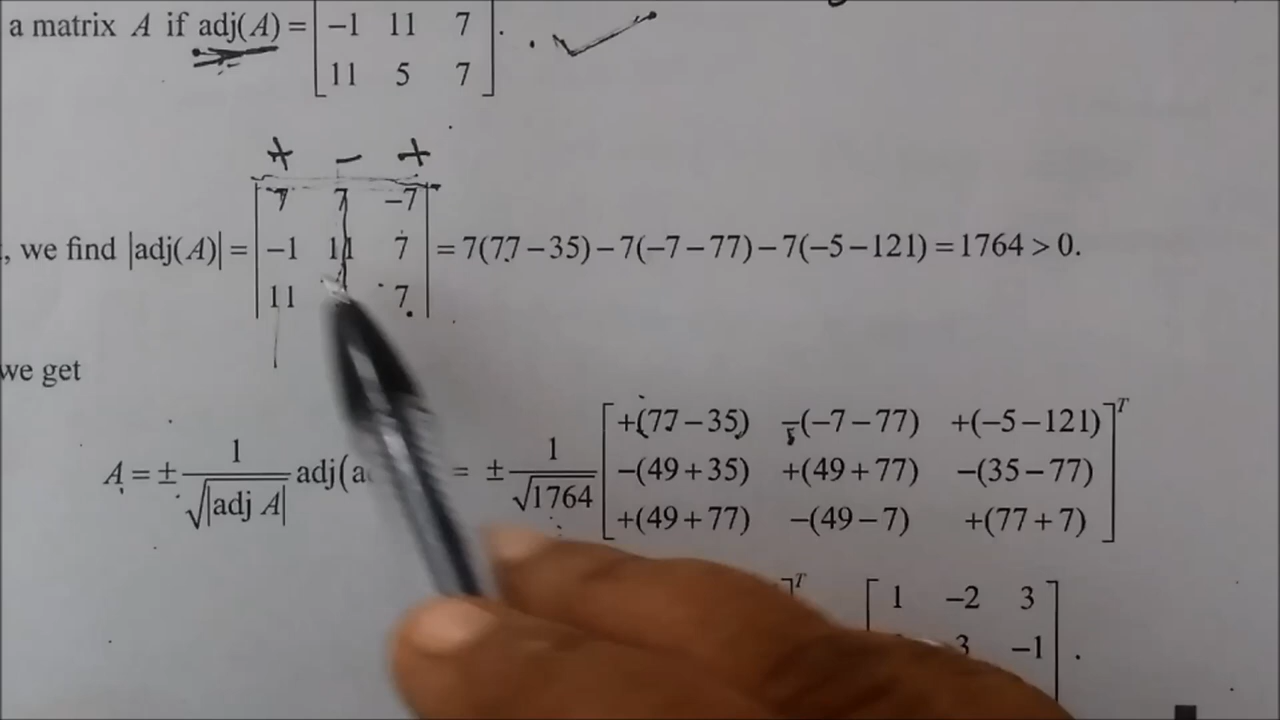 a matrix A if adj(A) = [ −1 11 7
11 5 7 ].
+ − +
7 7 −7
, we find |adj(A)| = −1 11 7 = 7(77 − 35) − 7(−7 − 77) − 7(−5 − 121) = 1764 > 0.
11 7
we get
+(77 − 35) −(−7 − 77) +(−5 − 121) T
A = ± 1/√|adj A| adj( = ± 1/√1764 −(49 + 35) +(49 + 77) −(35 − 77)
+(49 + 77) −(49 − 7) +(77 + 7)
T 1 −2 3
3 −1 .